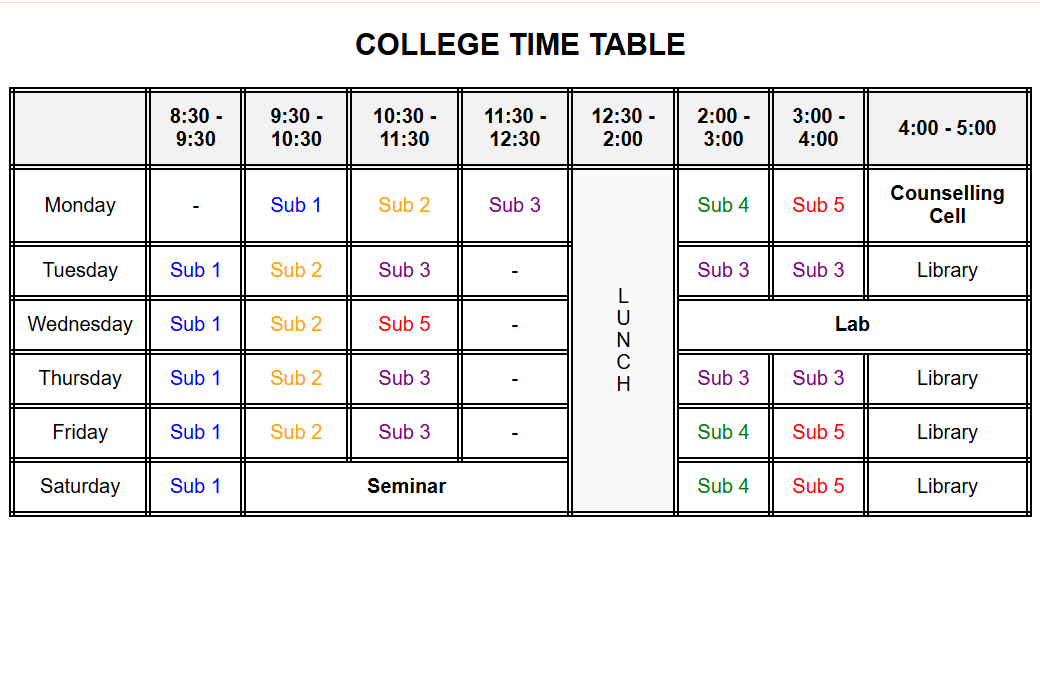 COLLEGE TIME TABLE
8:30 - 9:30 9:30 - 10:30 10:30 - 11:30 11:30 - 12:30 12:30 - 2:00 2:00 - 3:00 3:00 - 4:00 4:00 - 5:00
Monday - Sub 1 Sub 2 Sub 3 LUNCH Sub 4 Sub 5 Counselling Cell
Tuesday Sub 1 Sub 2 Sub 3 - Sub 3 Sub 3 Library
Wednesday Sub 1 Sub 2 Sub 5 - Lab
Thursday Sub 1 Sub 2 Sub 3 - Sub 3 Sub 3 Library
Friday Sub 1 Sub 2 Sub 3 - Sub 4 Sub 5 Library
Saturday Sub 1 Seminar Sub 4 Sub 5 Library